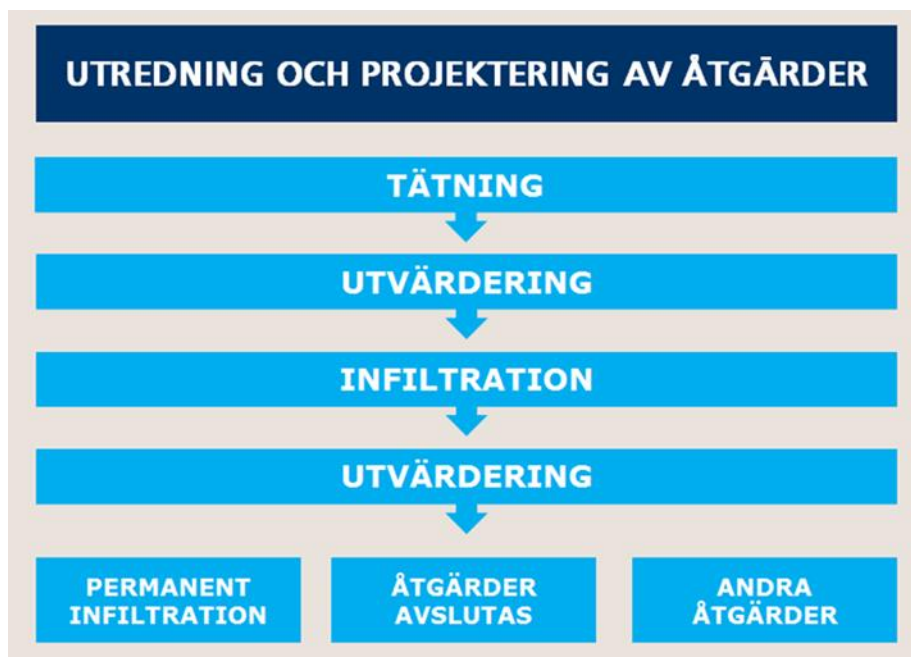 UTREDNING OCH PROJEKTERING AV ÅTGÄRDER
TÄTNING
UTVÄRDERING
INFILTRATION
UTVÄRDERING
PERMANENT
INFILTRATION
ÅTGÄRDER
AVSLUTAS
ANDRA
ÅTGÄRDER